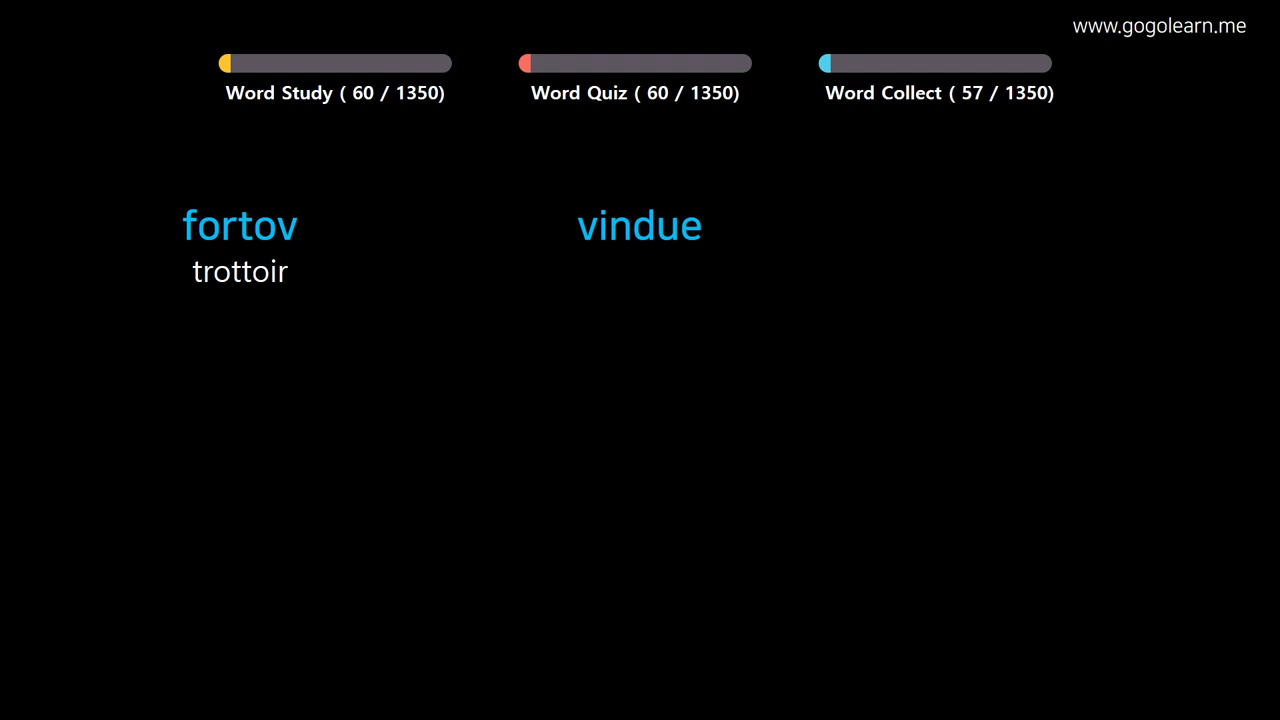 www.gogolearn.me
Word Study ( 60 / 1350)
Word Quiz ( 60 / 1350)
Word Collect ( 57 / 1350)
fortov
trottoir
vindue